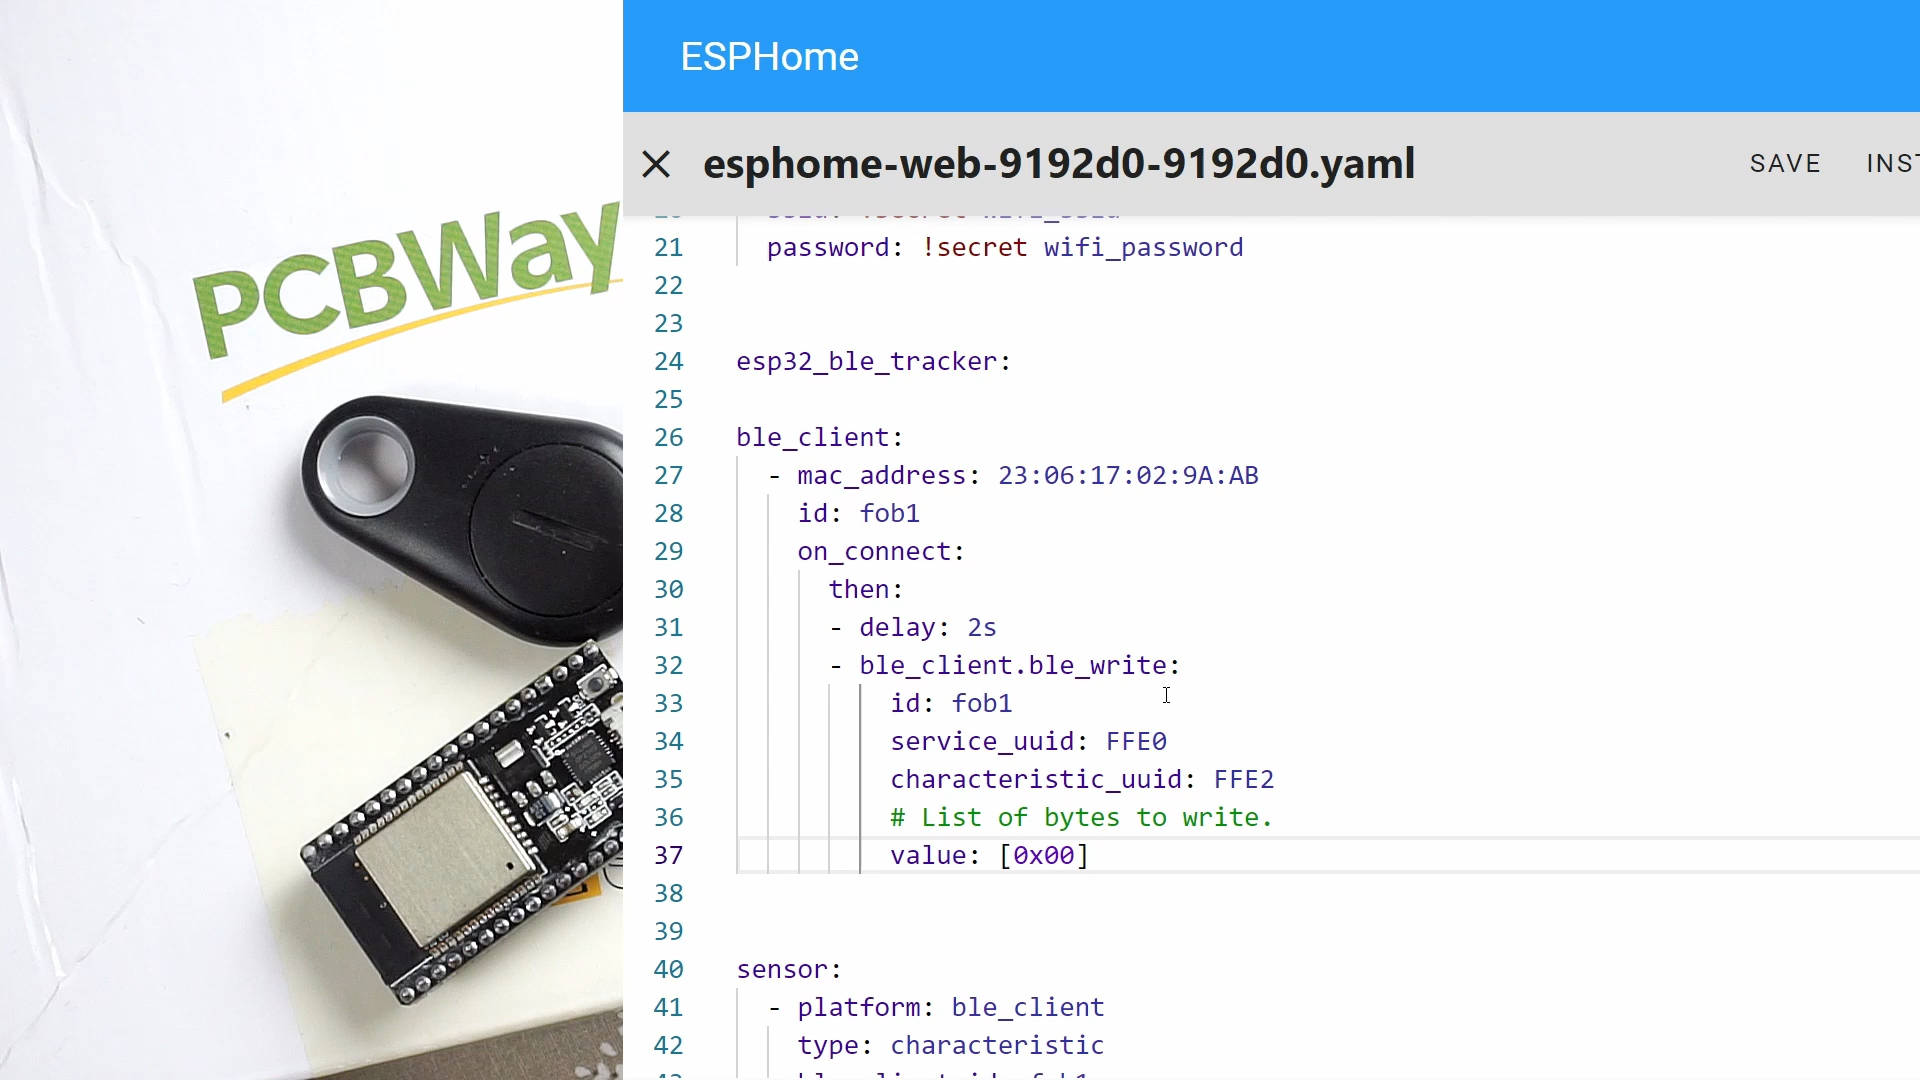 PCBWay
ESPHome
esphome-web-9192d0-9192d0.yaml
SAVE
21 password: !secret wifi_password
22
23
24 esp32_ble_tracker:
25
26 ble_client:
27 - mac_address: 23:06:17:02:9A:AB
28 id: fob1
29 on_connect:
30 then:
31 - delay: 2s
32 - ble_client.ble_write:
33 id: fob1
34 service_uuid: FFE0
35 characteristic_uuid: FFE2
36 # List of bytes to write.
37 value: [0x00]
38
39
40 sensor:
41 - platform: ble_client
42 type: characteristic